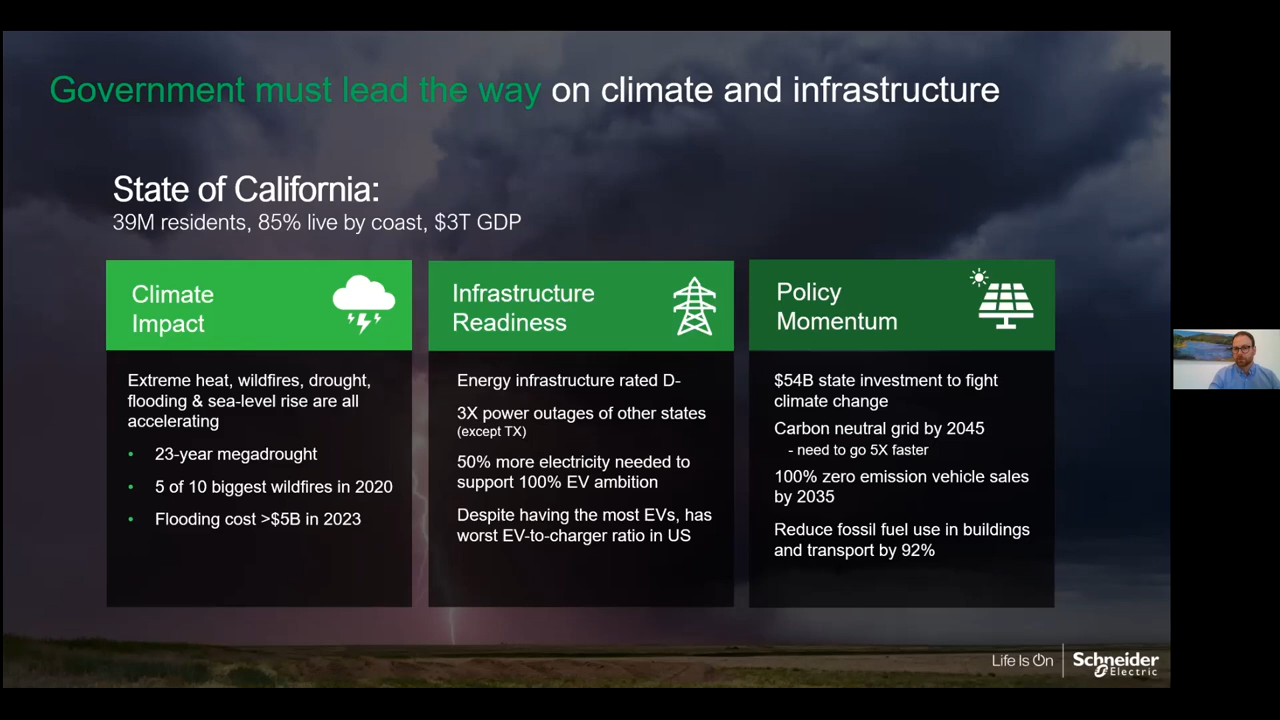 Government must lead the way on climate and infrastructure
State of California:
39M residents, 85% live by coast, $3T GDP
Climate
Impact
Extreme heat, wildfires, drought,
flooding & sea-level rise are all
accelerating
• 23-year megadrought
• 5 of 10 biggest wildfires in 2020
• Flooding cost >$5B in 2023
Infrastructure
Readiness
Energy infrastructure rated D-
3X power outages of other states
(except TX)
50% more electricity needed to
support 100% EV ambition
Despite having the most EVs, has
worst EV-to-charger ratio in US
Policy
Momentum
$54B state investment to fight
climate change
Carbon neutral grid by 2045
- need to go 5X faster
100% zero emission vehicle sales
by 2035
Reduce fossil fuel use in buildings
and transport by 92%
Life Is On
Schneider
Electric